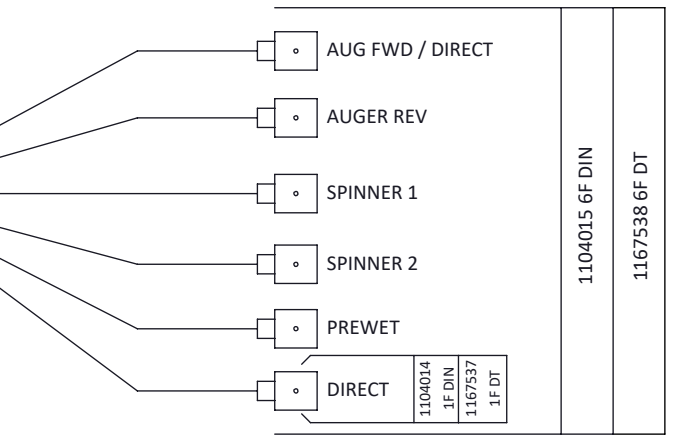 AUG FWD / DIRECT
AUGER REV
SPINNER 1
SPINNER 2
PREWET
DIRECT
1104014
1F DIN
1167537
1F DT
1104015 6F DIN
1167538 6F DT